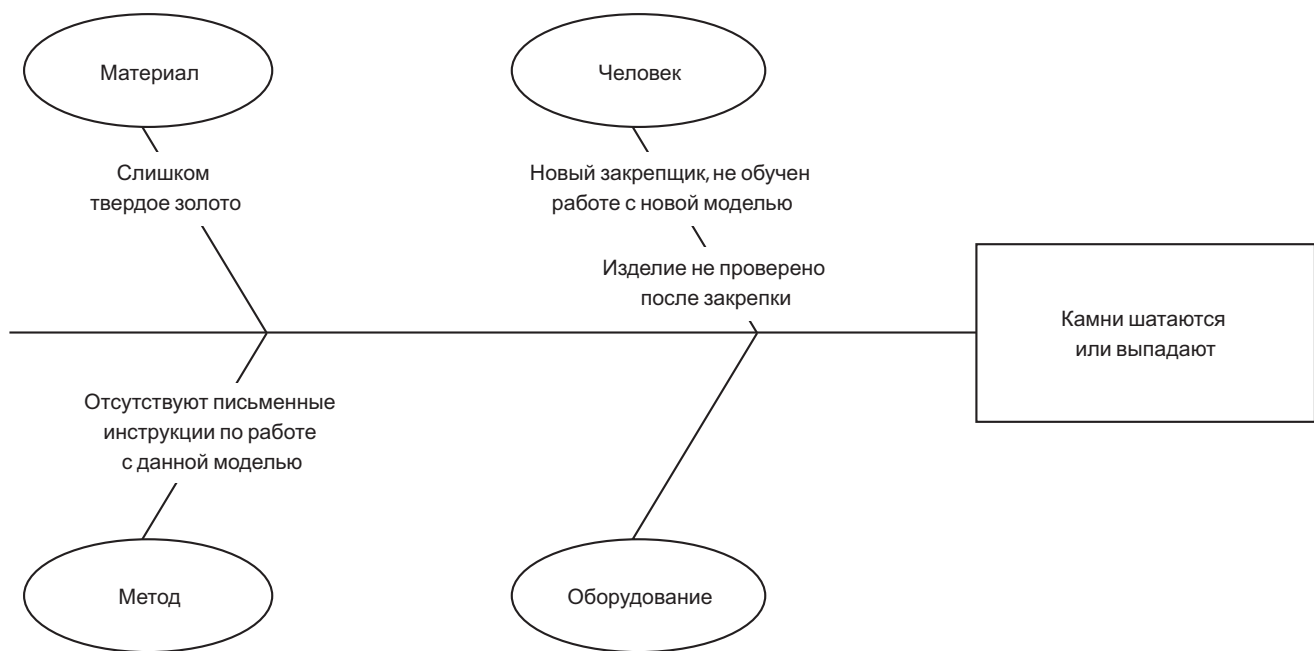 Материал
Человек
Слишком
твердое золото
Новый закрепщик, не обучен
работе с новой моделью
Изделие не проверено
после закрепки
Камни шатаются
или выпадают
Отсутствуют письменные
инструкции по работе
с данной моделью
Метод
Оборудование